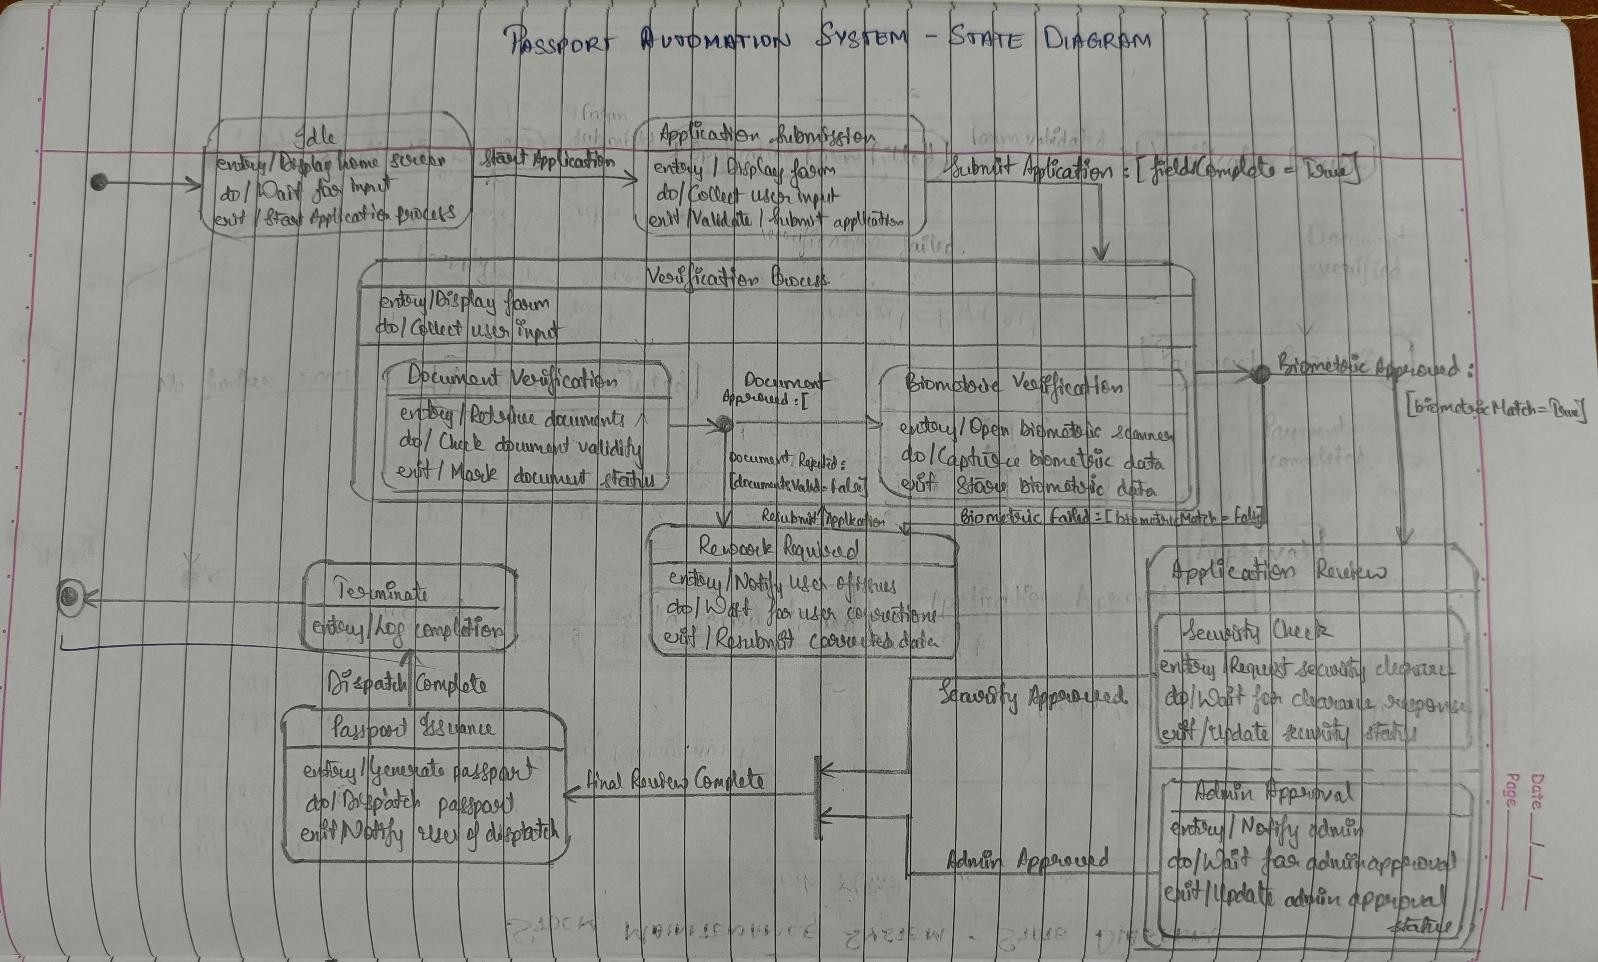 PASSPORT AUTOMATION SYSTEM - STATE DIAGRAM
Idle
entry/Display home screen
do/Wait for input
exit/Start Application process
Start Application
Application Submission
entry/Display form
do/Collect user input
exit/Validate/Submit application
Submit Application: [fieldsComplete = True]
Verification Process
entry/Display form
do/Collect user input
Document Verification
entry/Retrieve documents
do/Check document validity
exit/Mark document status
Document
Approved:[
Document Rejected:
[documentsValid=False]
Biometric Verification
entry/Open biometric scanner
do/Capture biometric data
exit Store biometric data
Biometric Approved:
[biometricMatch=True]
Resubmit Application
Biometric Failed=[biometricMatch=False]
Rework Required
entry/Notify user of issues
do/Wait for user corrections
exit/Resubmit corrected data
Application Review
Security Check
entry/Request security clearance
do/Wait for clearance response
exit/Update security status
Admin Approval
entry/Notify admin
do/Wait for admin approval
exit/Update admin approval
status
Security Approved
Admin Approved
Final Review Complete
Passport Issuance
entry/Generate passport
do/Dispatch passport
exit/Notify user of dispatch
Dispatch Complete
Terminate
entry/Log completion
Date
Page